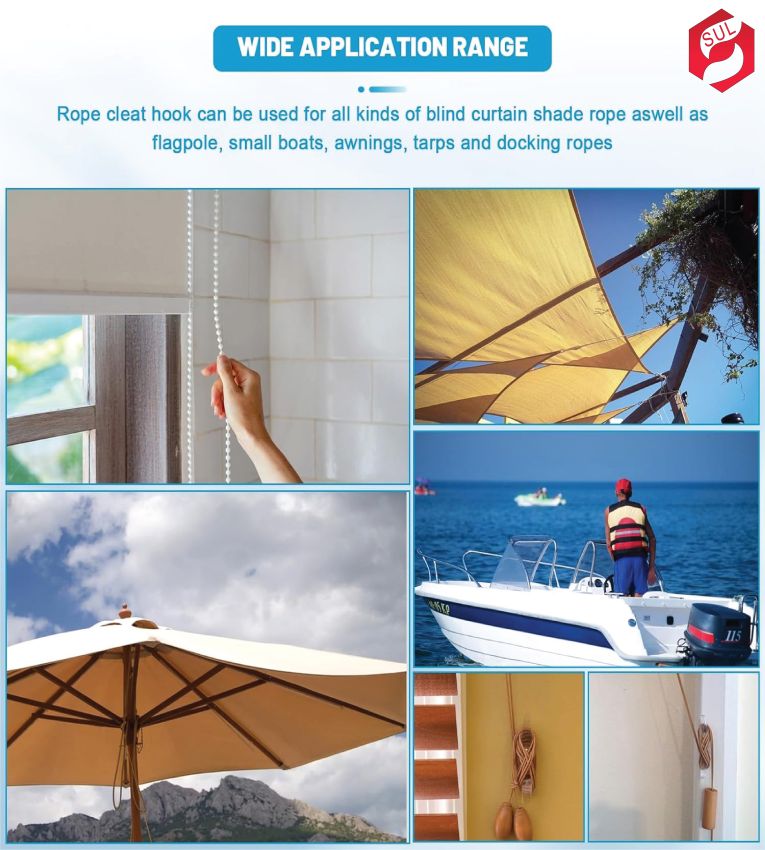 WIDE APPLICATION RANGE
SUL
Rope cleat hook can be used for all kinds of blind curtain shade rope aswell as
flagpole, small boats, awnings, tarps and docking ropes
115